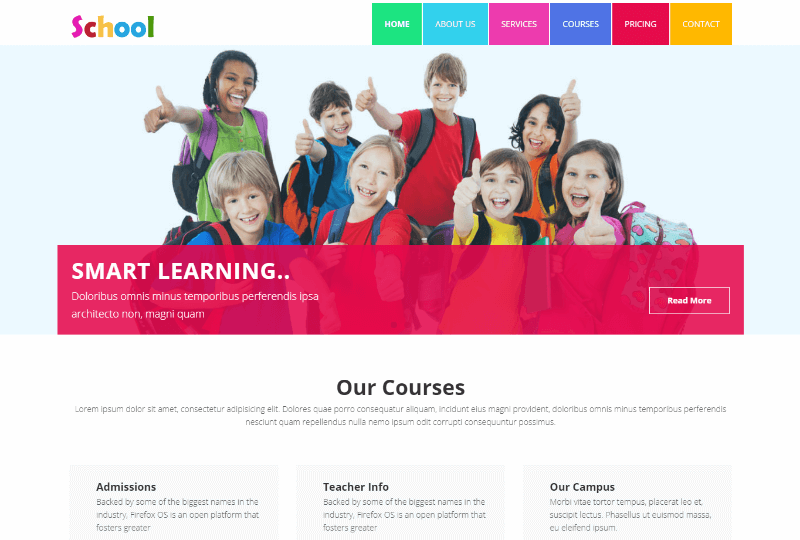 School
HOME ABOUT US SERVICES COURSES PRICING CONTACT
SMART LEARNING..
Doloribus omnis minus temporibus perferendis ipsa
architecto non, magni quam
Read More
Our Courses
Lorem ipsum dolor sit amet, consectetur adipisicing elit. Dolores quae porro consequatur aliquam, incidunt eius magni provident, doloribus omnis minus temporibus perferendis
nesciunt quam repellendus nulla nemo ipsum odit corrupti consequuntur possimus.
Admissions
Backed by some of the biggest names in the
industry, Firefox OS is an open platform that
fosters greater
Teacher Info
Backed by some of the biggest names in the
industry, Firefox OS is an open platform that
fosters greater
Our Campus
Morbi vitae tortor tempus, placerat leo et,
suscipit lectus. Phasellus ut euismod massa,
eu eleifend ipsum.